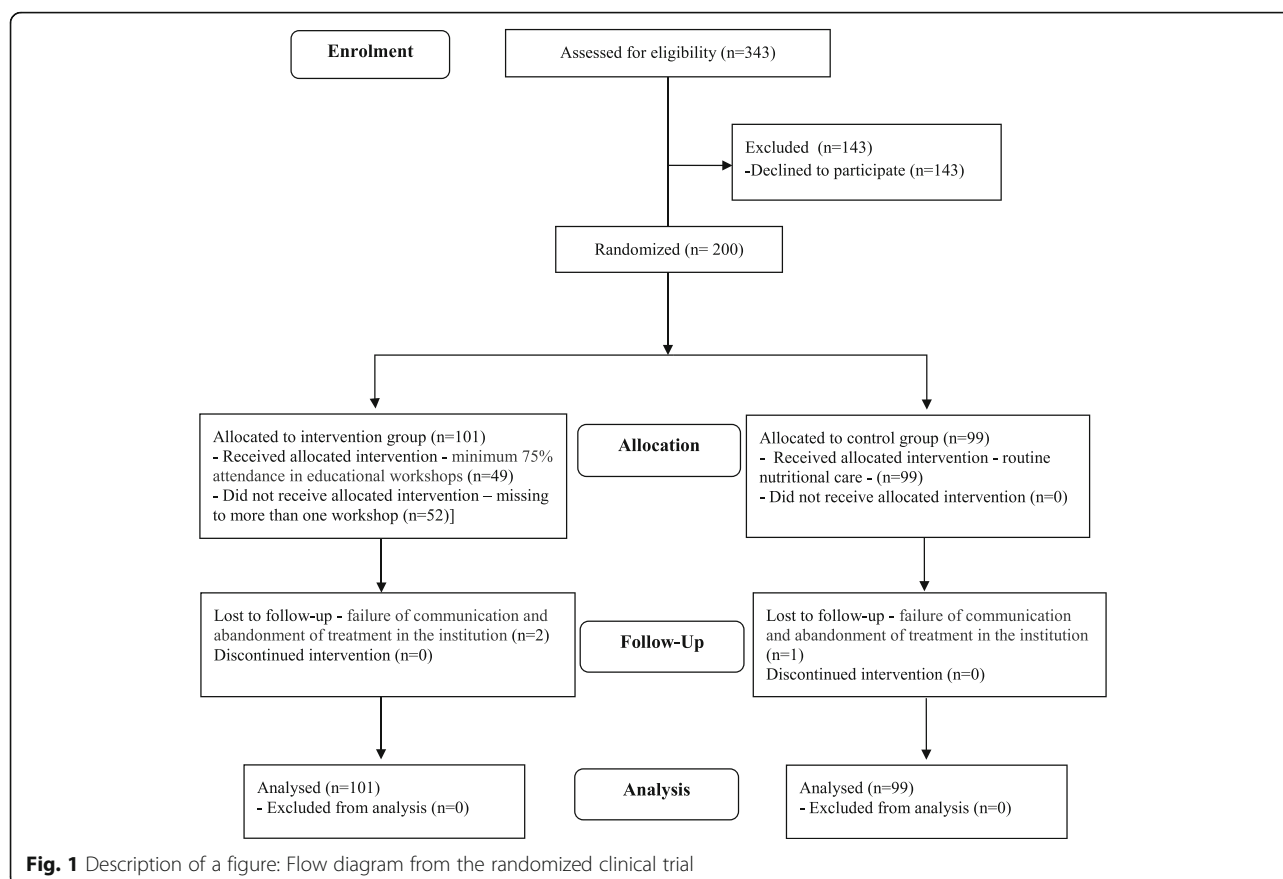 Enrolment
Assessed for eligibility (n=343)
Excluded (n=143)
-Declined to participate (n=143)
Randomized (n= 200)
Allocated to intervention group (n=101)
- Received allocated intervention - minimum 75%
attendance in educational workshops (n=49)
- Did not receive allocated intervention – missing
to more than one workshop (n=52)]
Allocation
Allocated to control group (n=99)
- Received allocated intervention - routine
nutritional care - (n=99)
- Did not receive allocated intervention (n=0)
Lost to follow-up - failure of communication and
abandonment of treatment in the institution (n=2)
Discontinued intervention (n=0)
Follow-Up
Lost to follow-up - failure of communication
and abandonment of treatment in the institution
(n=1)
Discontinued intervention (n=0)
Analysed (n=101)
- Excluded from analysis (n=0)
Analysis
Analysed (n=99)
- Excluded from analysis (n=0)
Fig. 1 Description of a figure: Flow diagram from the randomized clinical trial